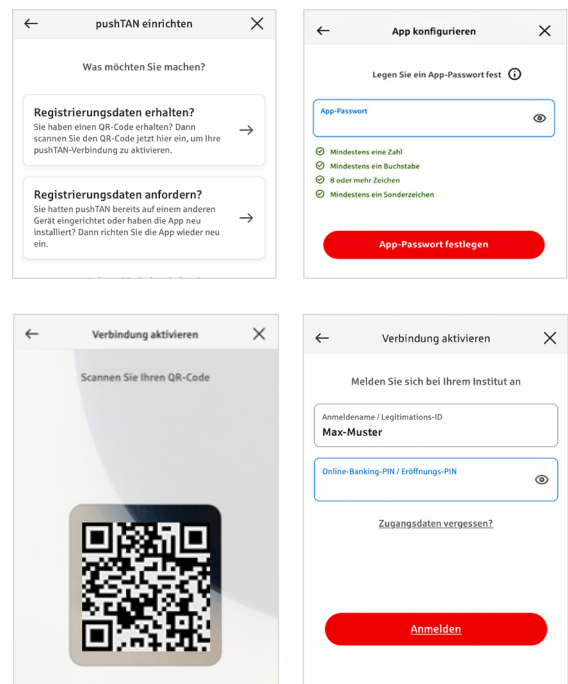 pushTAN einrichten
Was möchten Sie machen?
Registrierungsdaten erhalten?
Sie haben einen QR-Code erhalten? Dann
scannen Sie den QR-Code jetzt hier ein, um Ihre
pushTAN-Verbindung zu aktivieren.
Registrierungsdaten anfordern?
Sie hatten pushTAN bereits auf einem anderen
Gerät eingerichtet oder haben die App neu
installiert? Dann richten Sie die App wieder neu
ein.
App konfigurieren
Legen Sie ein App-Passwort fest
App-Passwort
Mindestens eine Zahl
Mindestens ein Buchstabe
8 oder mehr Zeichen
Mindestens ein Sonderzeichen
App-Passwort festlegen
Verbindung aktivieren
Scannen Sie Ihren QR-Code
Verbindung aktivieren
Melden Sie sich bei Ihrem Institut an
Anmeldename / Legitimations-ID
Max-Muster
Online-Banking-PIN / Eröffnungs-PIN
Zugangsdaten vergessen?
Anmelden